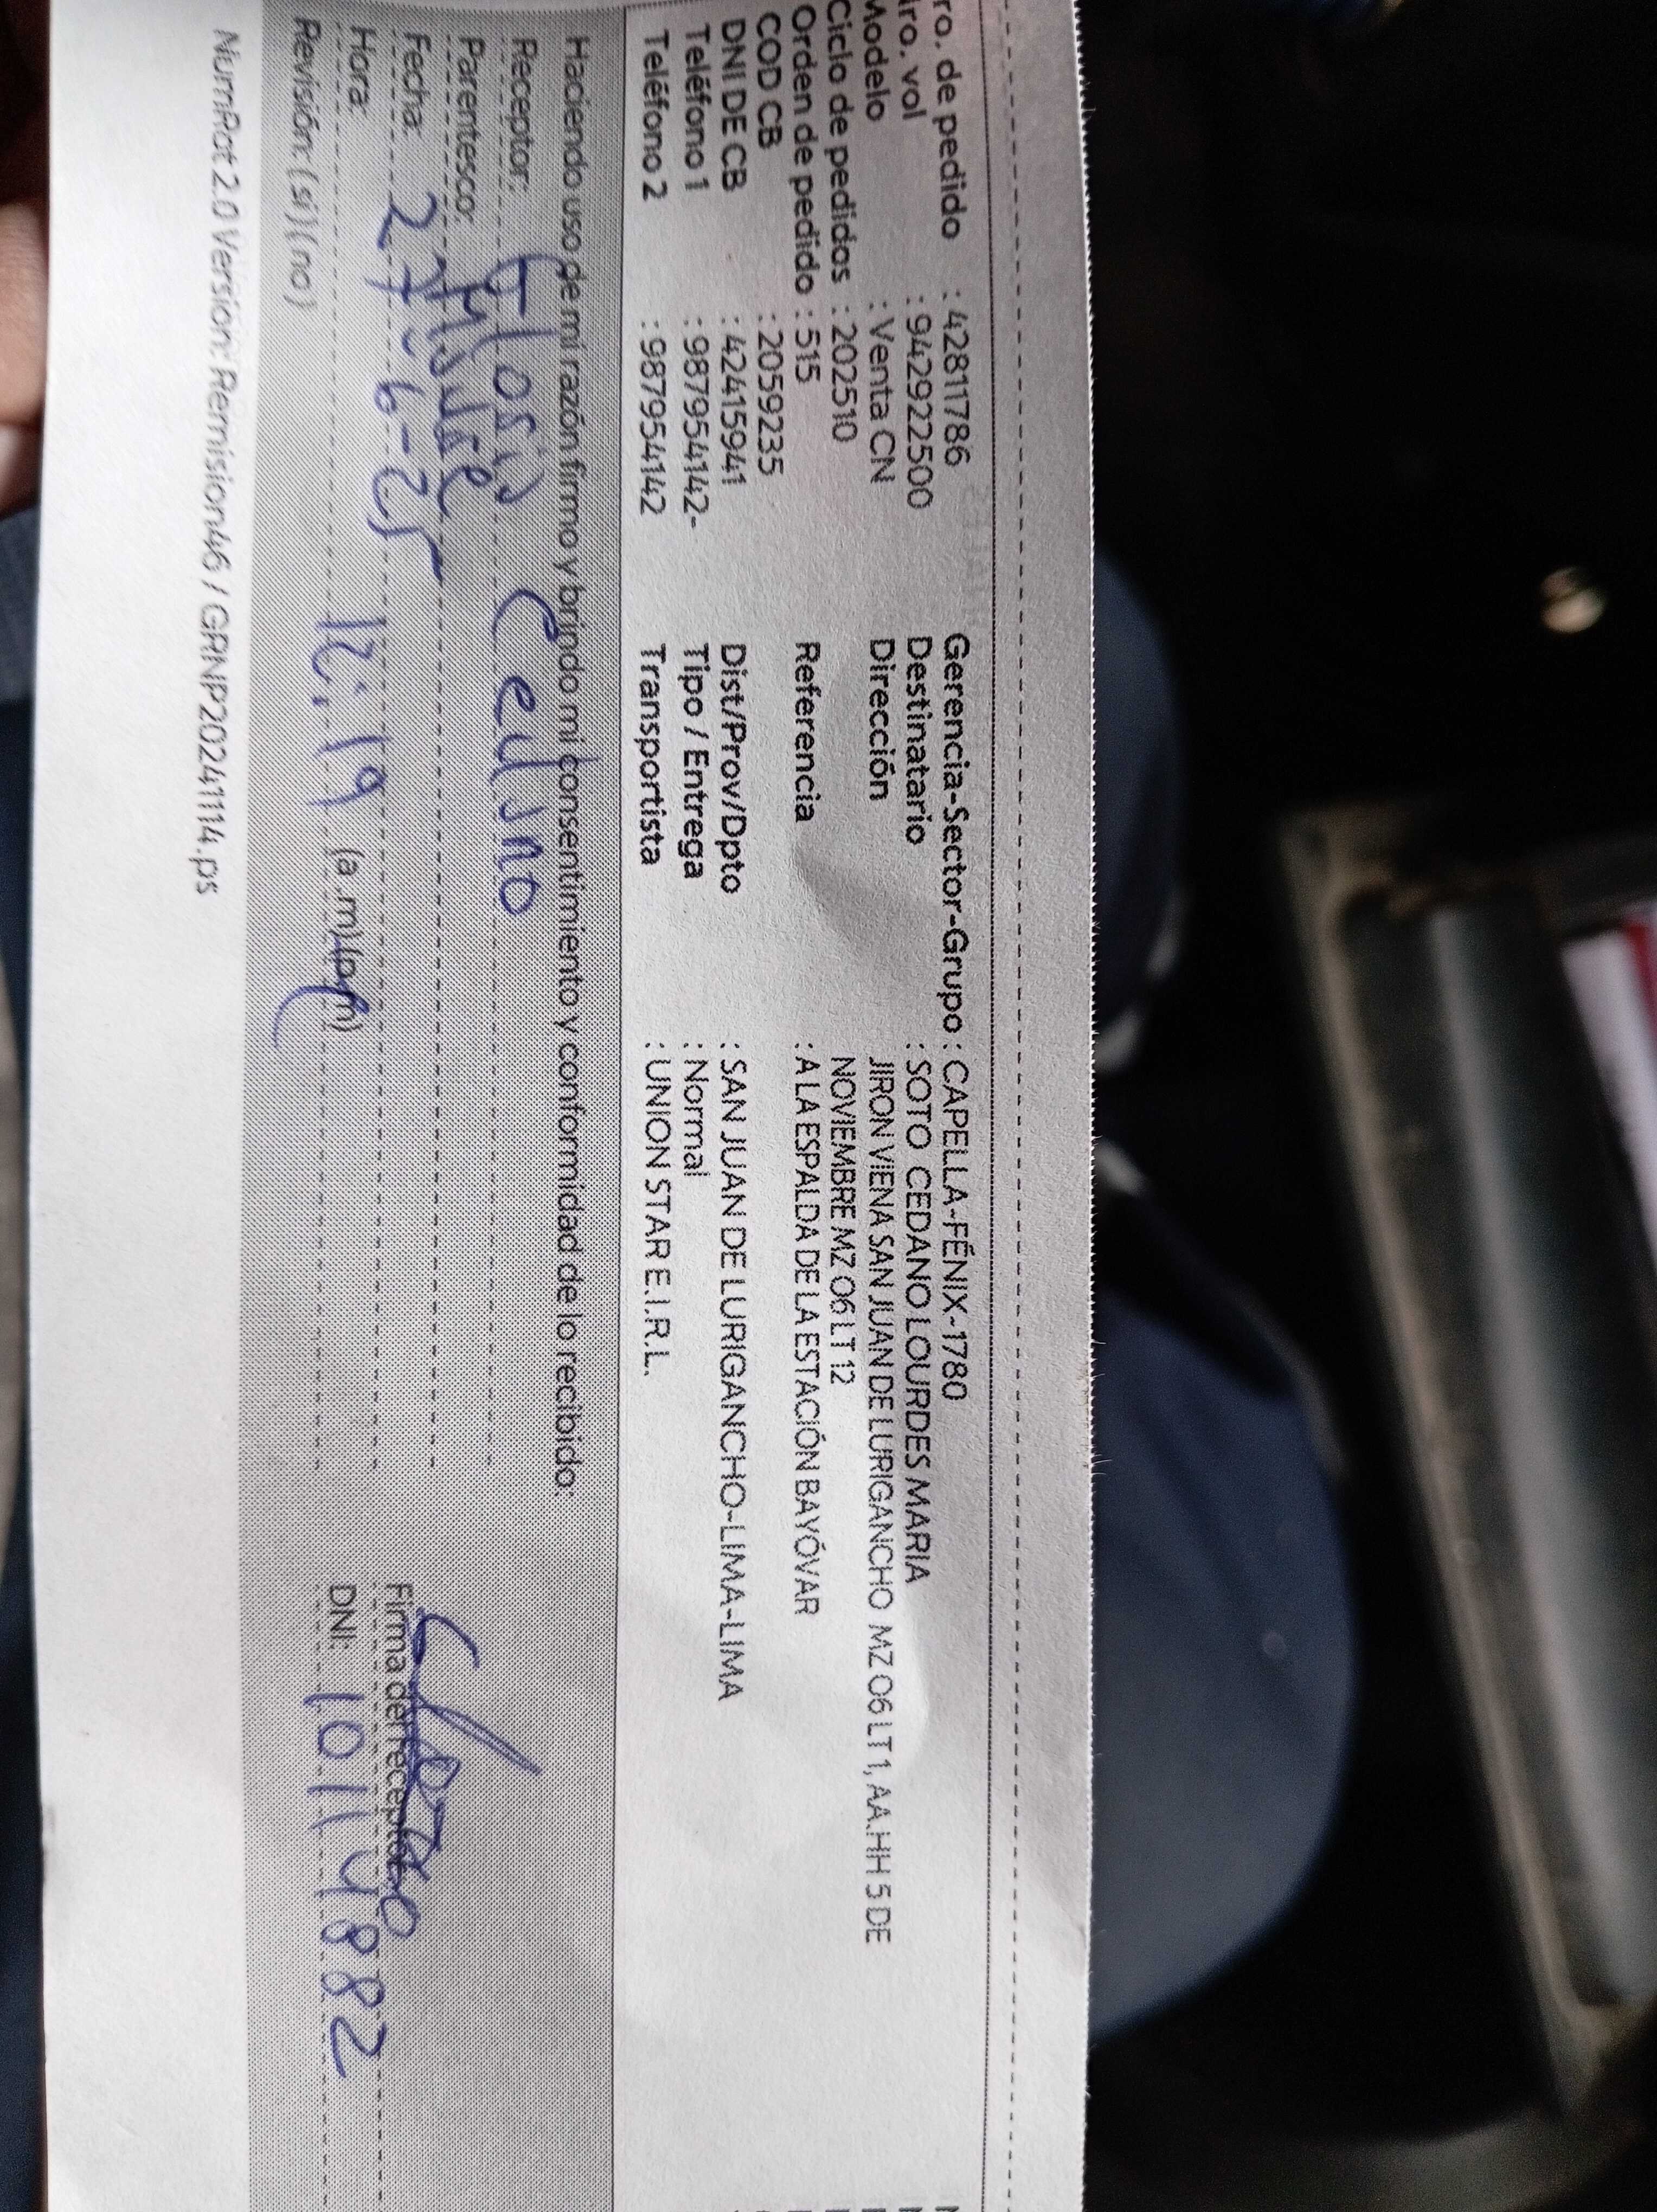 ro. de pedido : 42811786 Gerencia-Sector-Grupo : CAPELLA-FÉNIX-1780
ro. vol : 942922500 Destinatario : SOTO CEDANO LOURDES MARIA
Modelo : Venta CN Dirección JIRON VIENA SAN JUAN DE LURIGANCHO MZ 06 LT 1, AA.HH 5 DE
Ciclo de pedidos : 202510 NOVIEMBRE MZ 06 LT 12
Orden de pedido : 515 Referencia : A LA ESPALDA DE LA ESTACIÓN BAYÓVAR
COD CB : 2059235
DNI DE CB : 42415941 Dist/Prov/Dpto : SAN JUAN DE LURIGANCHO-LIMA-LIMA
Teléfono 1 : 987954142- Tipo / Entrega : Normal
Teléfono 2 : 987954142 Transportista : UNION STAR E.I.R.L.
Haciendo uso de mi razón firmo y brindo mi consentimiento y conformidad de lo recibido:
Receptor:
Parentesco:
Fecha: 27-6-25 Firma del receptor
Hora: 12:19 (a.m)(p.m) DNI: 10114882
Revisión: (si)(no)
NumRot 2.0 Version: Remision46 / GRNP20241114.ps